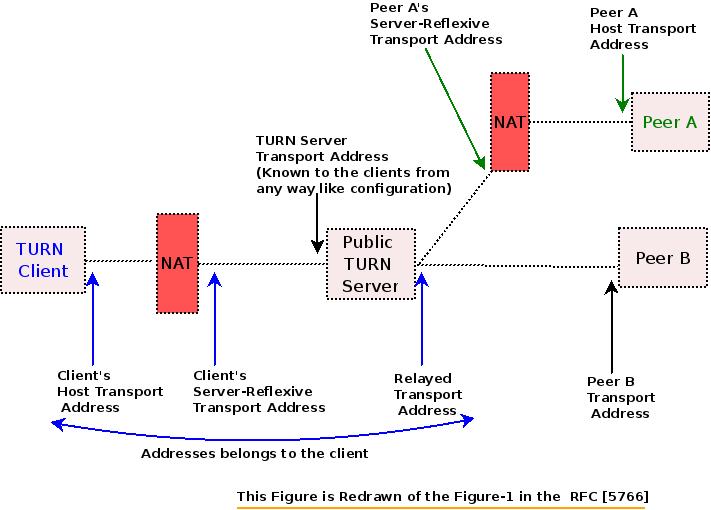 Peer A's
Server-Reflexive
Transport Address
Peer A
Host Transport
Address
NAT
Peer A
TURN Server
Transport Address
(Known to the clients from
any way like configuration)
TURN
Client
NAT
Public
TURN
Server
Peer B
Client's
Host Transport
Address
Client's
Server-Reflexive
Transport Address
Relayed
Transport
Address
Peer B
Transport
Address
Addresses belongs to the client
This Figure is Redrawn of the Figure-1 in the RFC [5766]